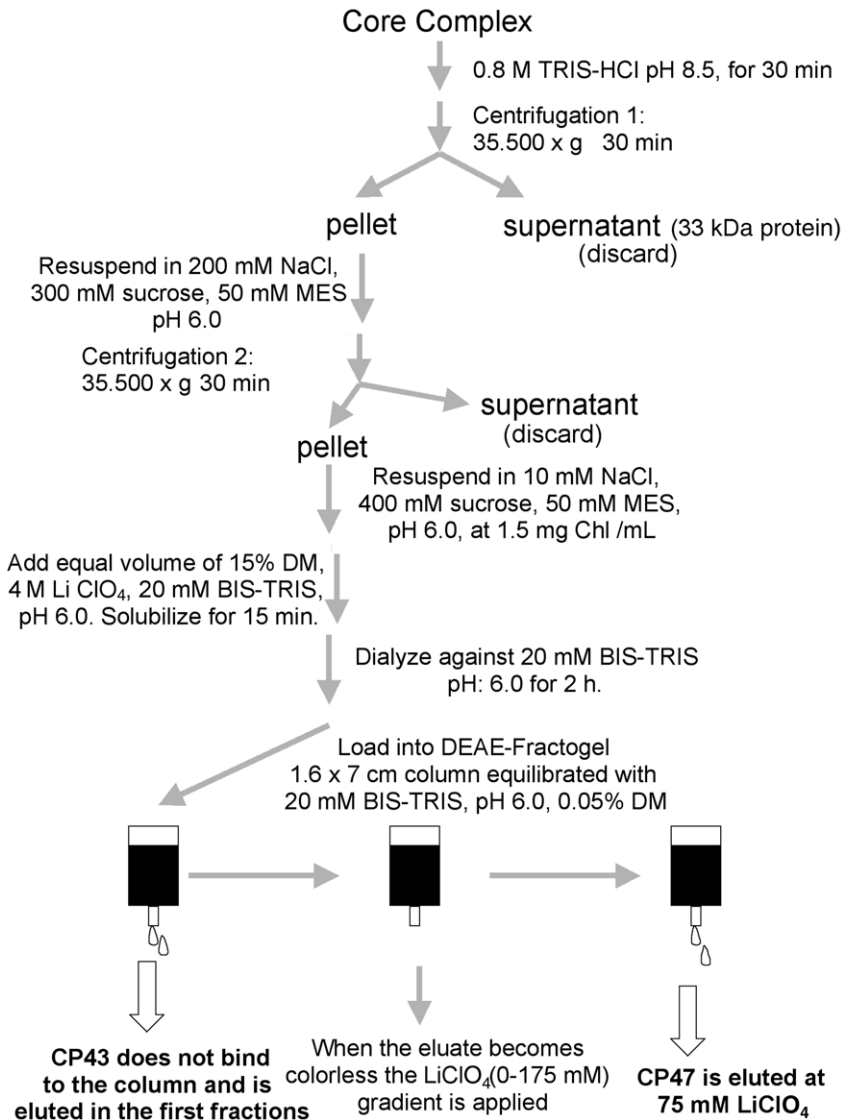 Core Complex
0.8 M TRIS-HCl pH 8.5, for 30 min
Centrifugation 1:
35.500 x g 30 min
pellet
supernatant (33 kDa protein)
(discard)
Resuspend in 200 mM NaCl,
300 mM sucrose, 50 mM MES
pH 6.0
Centrifugation 2:
35.500 x g 30 min
supernatant
(discard)
pellet
Resuspend in 10 mM NaCl,
400 mM sucrose, 50 mM MES,
pH 6.0, at 1.5 mg Chl /mL
Add equal volume of 15% DM,
4 M Li ClO₄, 20 mM BIS-TRIS,
pH 6.0. Solubilize for 15 min.
Dialyze against 20 mM BIS-TRIS
pH: 6.0 for 2 h.
Load into DEAE-Fractogel
1.6 x 7 cm column equilibrated with
20 mM BIS-TRIS, pH 6.0, 0.05% DM
CP43 does not bind
to the column and is
eluted in the first fractions
When the eluate becomes
colorless the LiClO₄(0-175 mM)
gradient is applied
CP47 is eluted at
75 mM LiClO₄